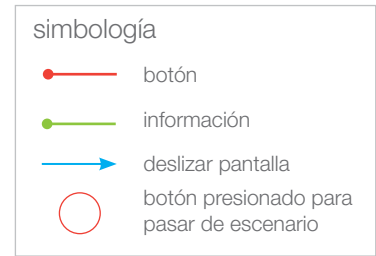 simbología
botón
información
deslizar pantalla
botón presionado para
pasar de escenario